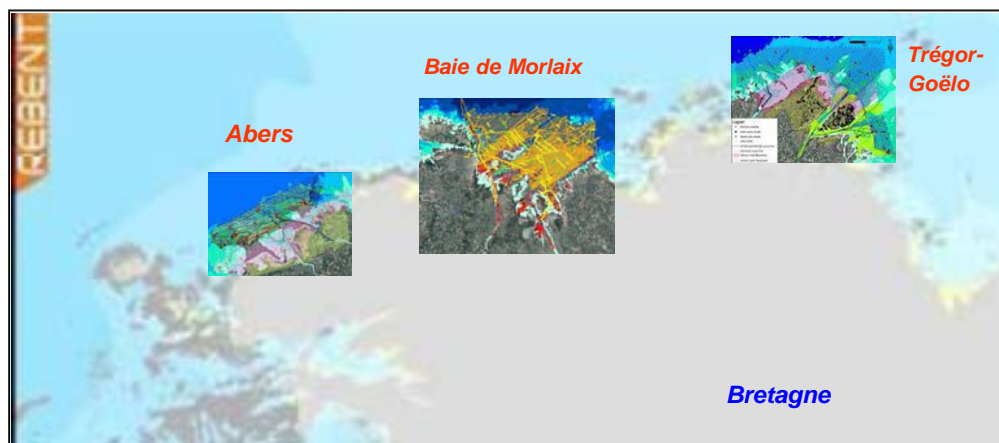 REBENT
Trégor-
Goëlo
Baie de Morlaix
Abers
Bretagne